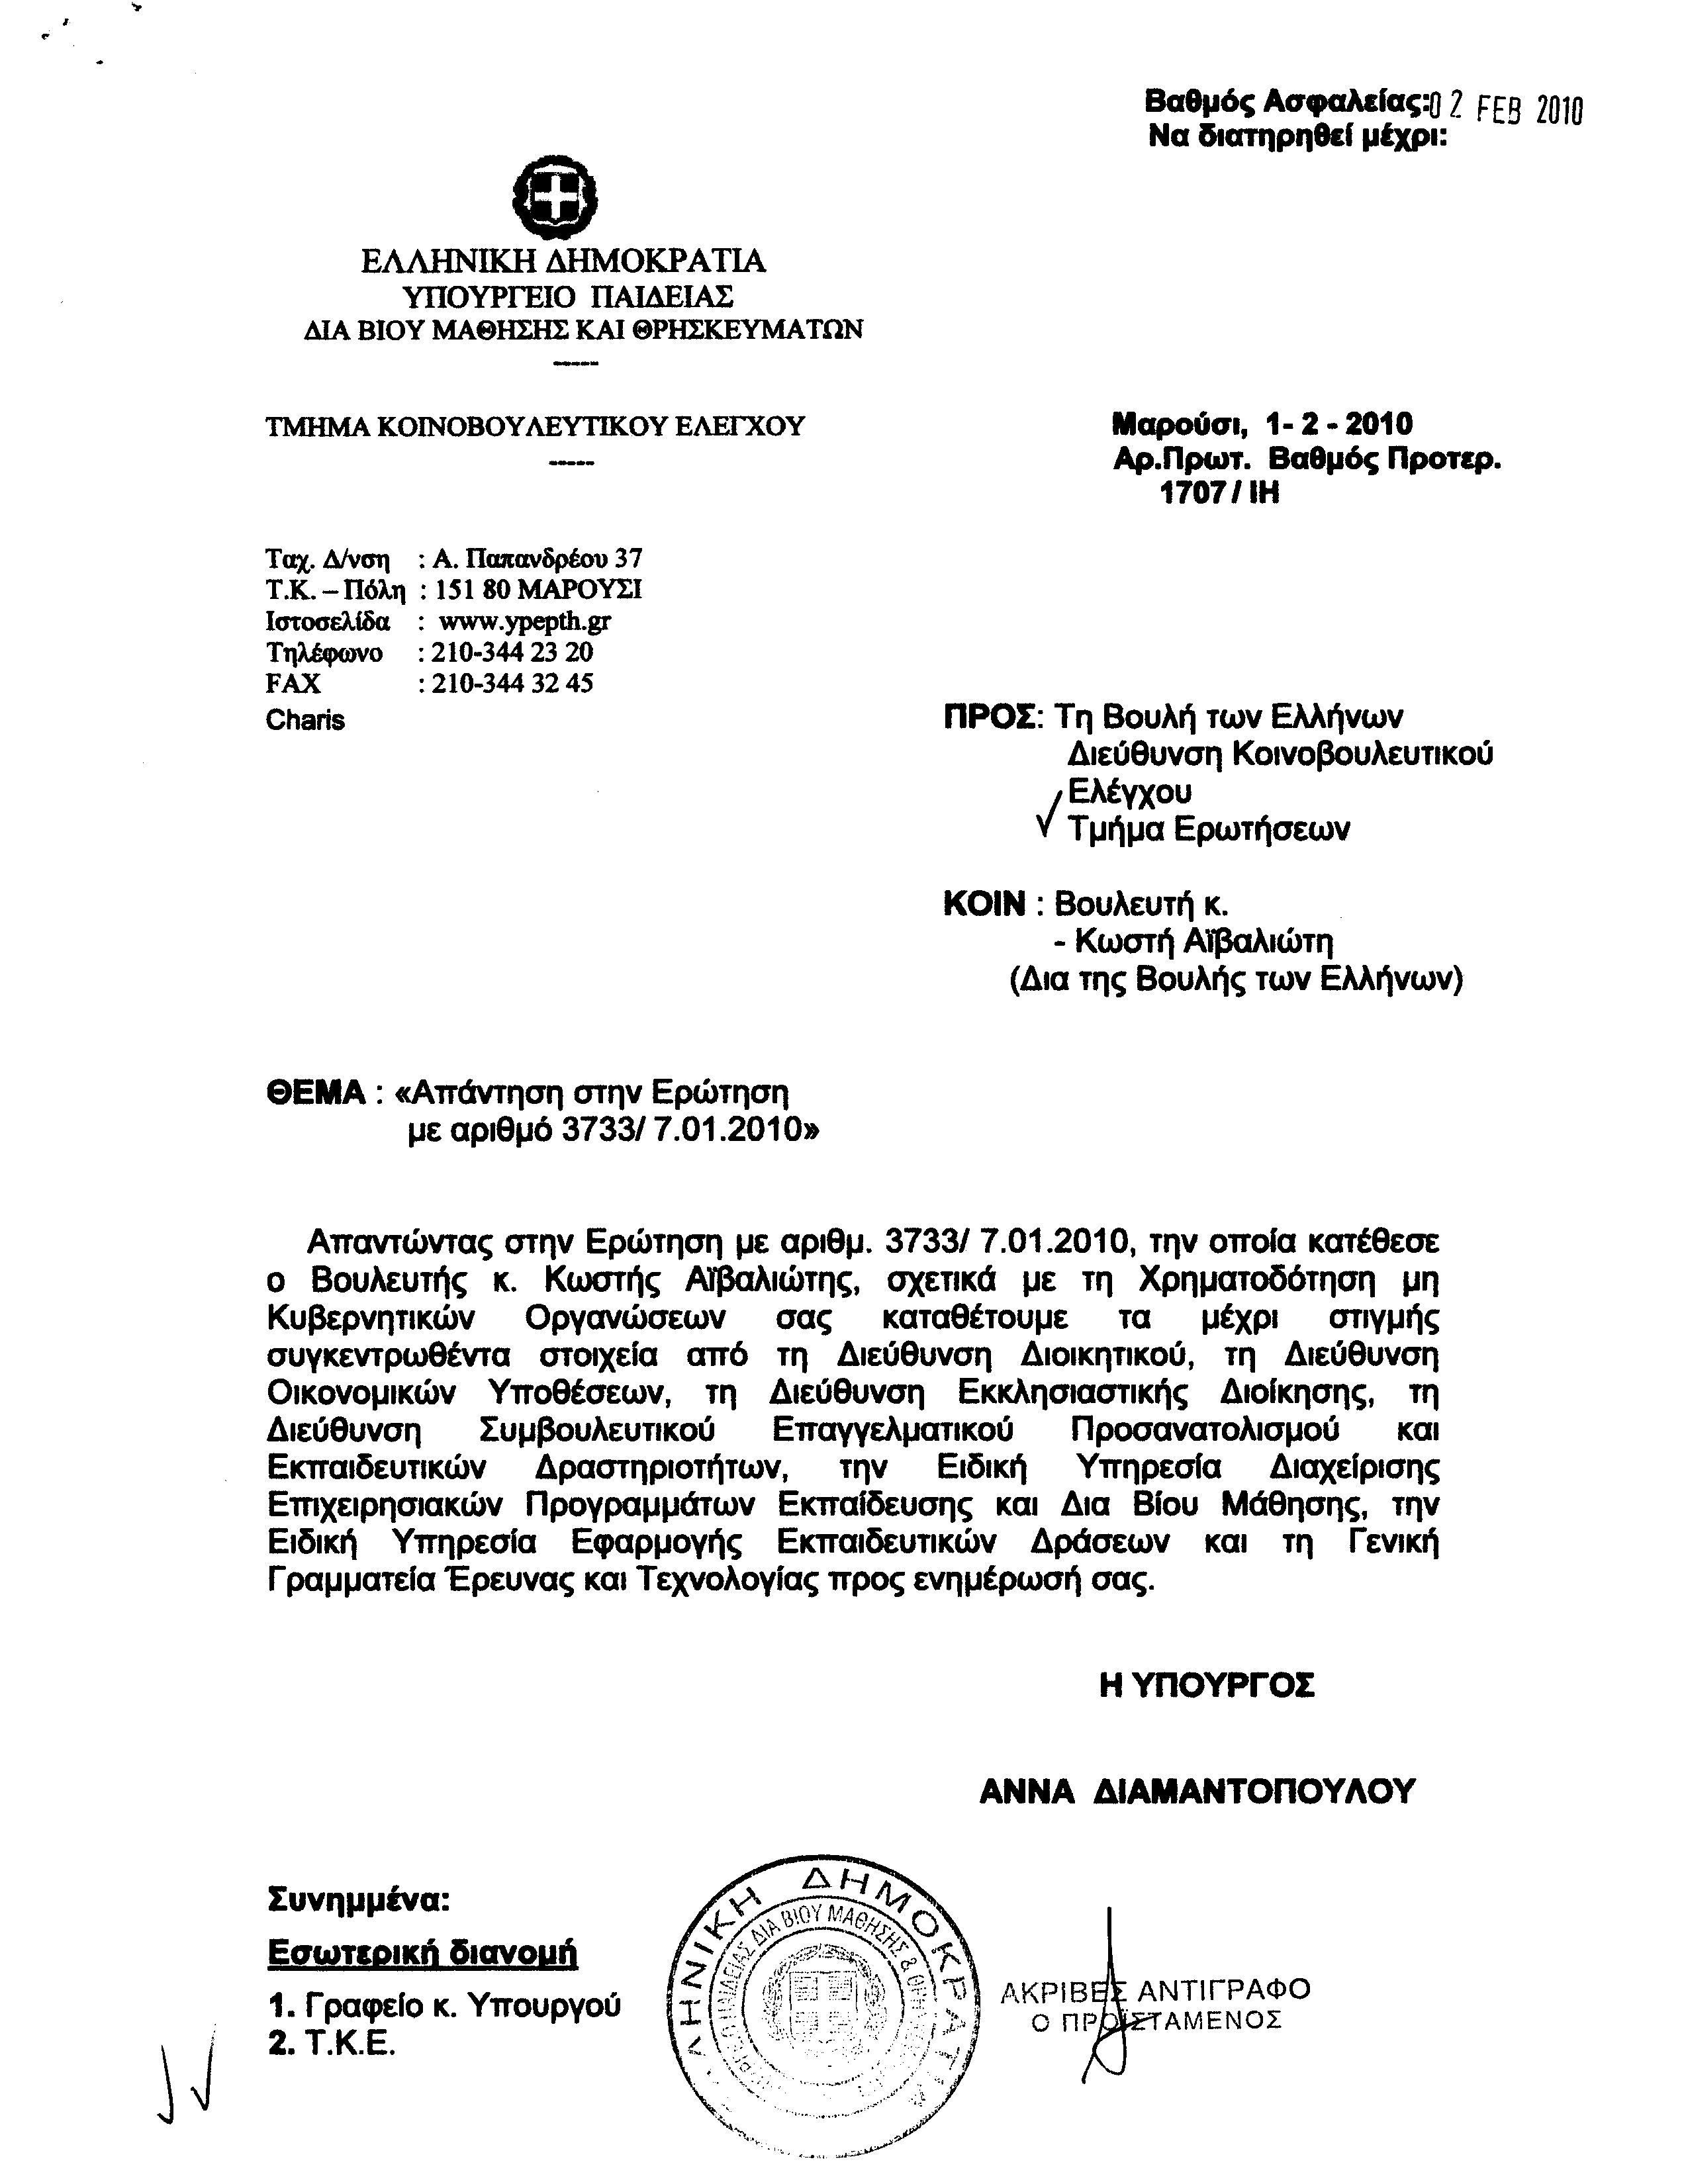 Βαθμός Ασφαλείας: 02 FEB 2010
Να διατηρηθεί μέχρι:
ΕΛΛΗΝΙΚΗ ΔΗΜΟΚΡΑΤΙΑ
ΥΠΟΥΡΓΕΙΟ ΠΑΙΔΕΙΑΣ
ΔΙΑ ΒΙΟΥ ΜΑΘΗΣΗΣ ΚΑΙ ΘΡΗΣΚΕΥΜΑΤΩΝ
-----
ΤΜΗΜΑ ΚΟΙΝΟΒΟΥΛΕΥΤΙΚΟΥ ΕΛΕΓΧΟΥ
-----
Μαρούσι, 1- 2 - 2010
Αρ.Πρωτ. Βαθμός Προτερ.
1707 / ΙΗ
Ταχ. Δ/νση : Α. Παπανδρέου 37
Τ.Κ. – Πόλη : 151 80 ΜΑΡΟΥΣΙ
Ιστοσελίδα : www.ypepth.gr
Τηλέφωνο : 210-344 23 20
FAX : 210-344 32 45
Charis
ΠΡΟΣ: Τη Βουλή των Ελλήνων
Διεύθυνση Κοινοβουλευτικού
Ελέγχου
Τμήμα Ερωτήσεων
ΚΟΙΝ : Βουλευτή κ.
- Κωστή Αϊβαλιώτη
(Δια της Βουλής των Ελλήνων)
ΘΕΜΑ : «Απάντηση στην Ερώτηση
με αριθμό 3733/ 7.01.2010»
Απαντώντας στην Ερώτηση με αριθμ. 3733/ 7.01.2010, την οποία κατέθεσε
ο Βουλευτής κ. Κωστής Αϊβαλιώτης, σχετικά με τη Χρηματοδότηση μη
Κυβερνητικών Οργανώσεων σας καταθέτουμε τα μέχρι στιγμής
συγκεντρωθέντα στοιχεία από τη Διεύθυνση Διοικητικού, τη Διεύθυνση
Οικονομικών Υποθέσεων, τη Διεύθυνση Εκκλησιαστικής Διοίκησης, τη
Διεύθυνση Συμβουλευτικού Επαγγελματικού Προσανατολισμού και
Εκπαιδευτικών Δραστηριοτήτων, την Ειδική Υπηρεσία Διαχείρισης
Επιχειρησιακών Προγραμμάτων Εκπαίδευσης και Δια Βίου Μάθησης, την
Ειδική Υπηρεσία Εφαρμογής Εκπαιδευτικών Δράσεων και τη Γενική
Γραμματεία Έρευνας και Τεχνολογίας προς ενημέρωσή σας.
Η ΥΠΟΥΡΓΟΣ
ΑΝΝΑ ΔΙΑΜΑΝΤΟΠΟΥΛΟΥ
Συνημμένα:
Εσωτερική διανομή
1. Γραφείο κ. Υπουργού
2. Τ.Κ.Ε.
ΔΗΜΟΚΡΑΤΙΑ
ΔΙΑ ΒΙΟΥ ΜΑΘΗΣΗΣ &
ΑΚΡΙΒΕΣ ΑΝΤΙΓΡΑΦΟ
Ο ΠΡΟΪΣΤΑΜΕΝΟΣ